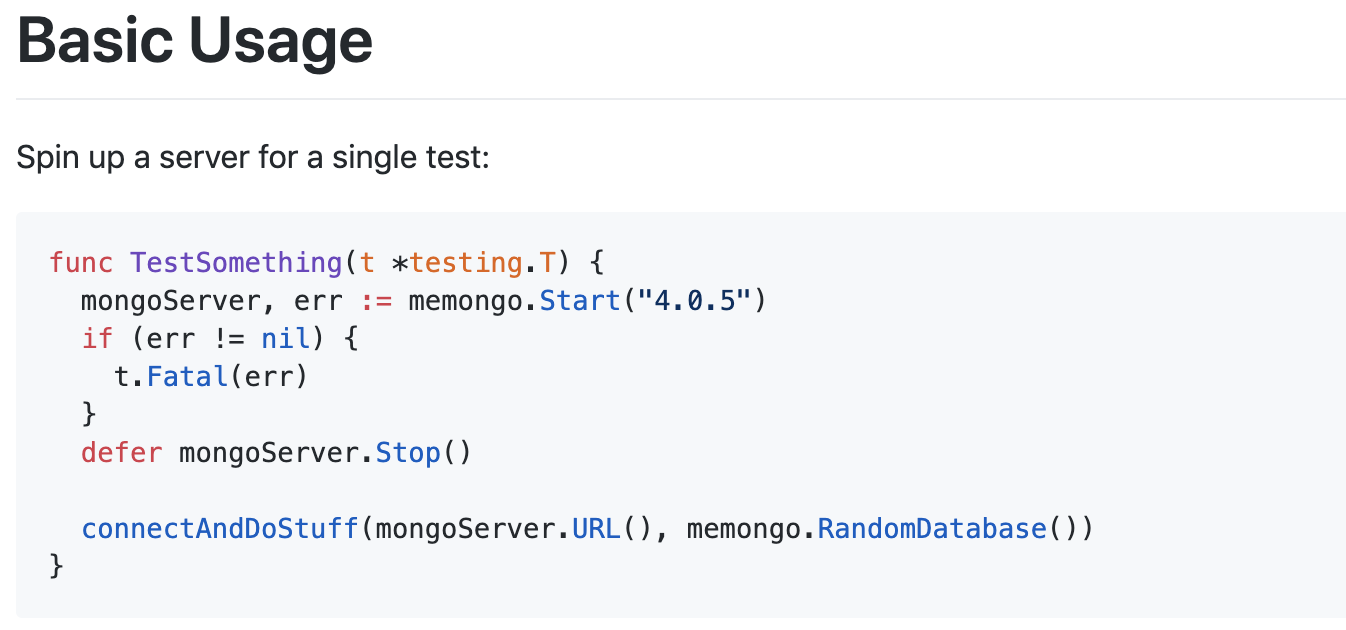 Basic Usage
Spin up a server for a single test:
func TestSomething(t *testing.T) {
  mongoServer, err := memongo.Start("4.0.5")
  if (err != nil) {
    t.Fatal(err)
  }
  defer mongoServer.Stop()

  connectAndDoStuff(mongoServer.URL(), memongo.RandomDatabase())
}